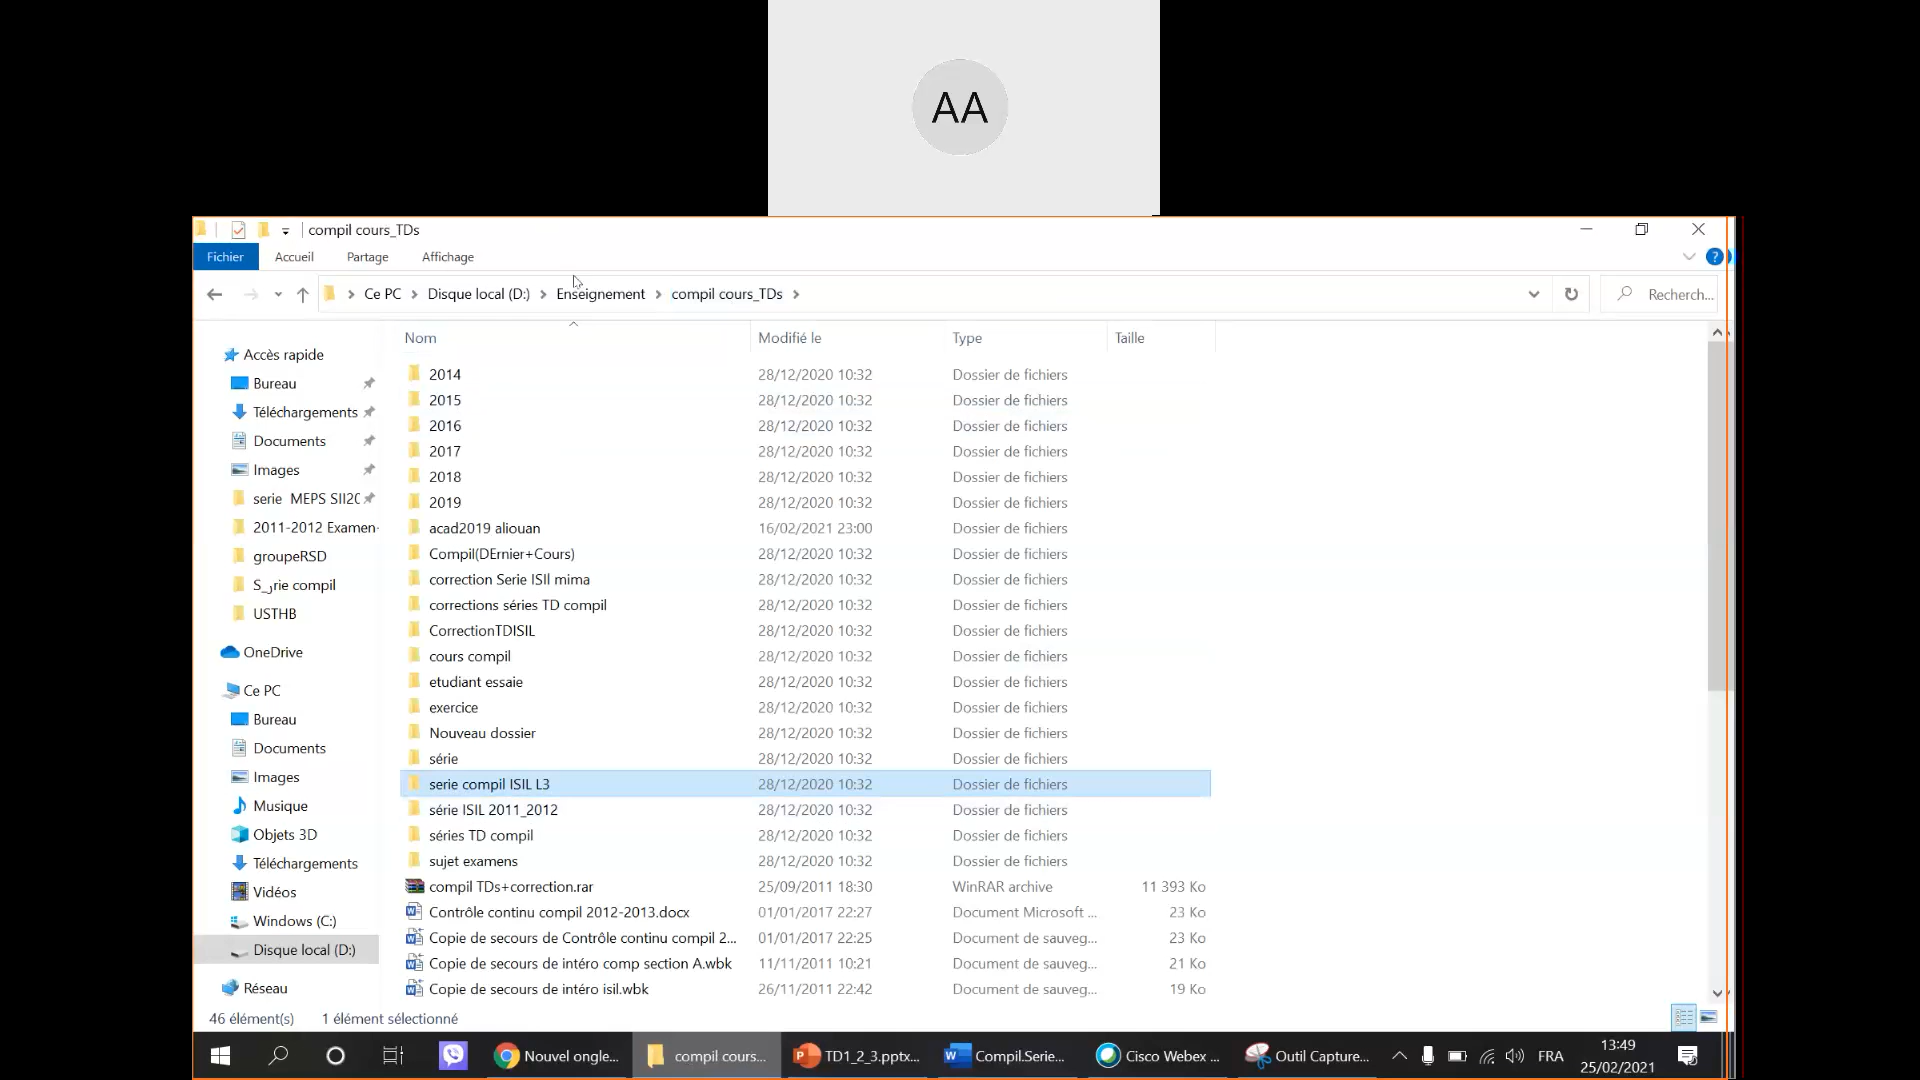 AA
compil cours_TDs
Fichier Accueil Partage Affichage ?
Ce PC Disque local (D:) Enseignement compil cours_TDs Recherch...
Nom Modifié le Type Taille
Accès rapide
Bureau
Téléchargements
Documents
Images
serie MEPS SII20
2011-2012 Examen-
groupeRSD
S_رrie compil
USTHB
OneDrive
Ce PC
Bureau
Documents
Images
Musique
Objets 3D
Téléchargements
Vidéos
Windows (C:)
Disque local (D:)
Réseau
2014 28/12/2020 10:32 Dossier de fichiers
2015 28/12/2020 10:32 Dossier de fichiers
2016 28/12/2020 10:32 Dossier de fichiers
2017 28/12/2020 10:32 Dossier de fichiers
2018 28/12/2020 10:32 Dossier de fichiers
2019 28/12/2020 10:32 Dossier de fichiers
acad2019 aliouan 16/02/2021 23:00 Dossier de fichiers
Compil(DErnier+Cours) 28/12/2020 10:32 Dossier de fichiers
correction Serie ISIl mima 28/12/2020 10:32 Dossier de fichiers
corrections séries TD compil 28/12/2020 10:32 Dossier de fichiers
CorrectionTDISIL 28/12/2020 10:32 Dossier de fichiers
cours compil 28/12/2020 10:32 Dossier de fichiers
etudiant essaie 28/12/2020 10:32 Dossier de fichiers
exercice 28/12/2020 10:32 Dossier de fichiers
Nouveau dossier 28/12/2020 10:32 Dossier de fichiers
série 28/12/2020 10:32 Dossier de fichiers
serie compil ISIL L3 28/12/2020 10:32 Dossier de fichiers
série ISIL 2011_2012 28/12/2020 10:32 Dossier de fichiers
séries TD compil 28/12/2020 10:32 Dossier de fichiers
sujet examens 28/12/2020 10:32 Dossier de fichiers
compil TDs+correction.rar 25/09/2011 18:30 WinRAR archive 11 393 Ko
Contrôle continu compil 2012-2013.docx 01/01/2017 22:27 Document Microsoft ... 23 Ko
Copie de secours de Contrôle continu compil 2... 01/01/2017 22:25 Document de sauveg... 23 Ko
Copie de secours de intéro comp section A.wbk 11/11/2011 10:21 Document de sauveg... 21 Ko
Copie de secours de intéro isil.wbk 26/11/2011 22:42 Document de sauveg... 19 Ko
46 élément(s) 1 élément sélectionné
Nouvel ongle... compil cours... TD1_2_3.pptx... Compil.Serie... Cisco Webex ... Outil Capture... FRA 13:49
25/02/2021